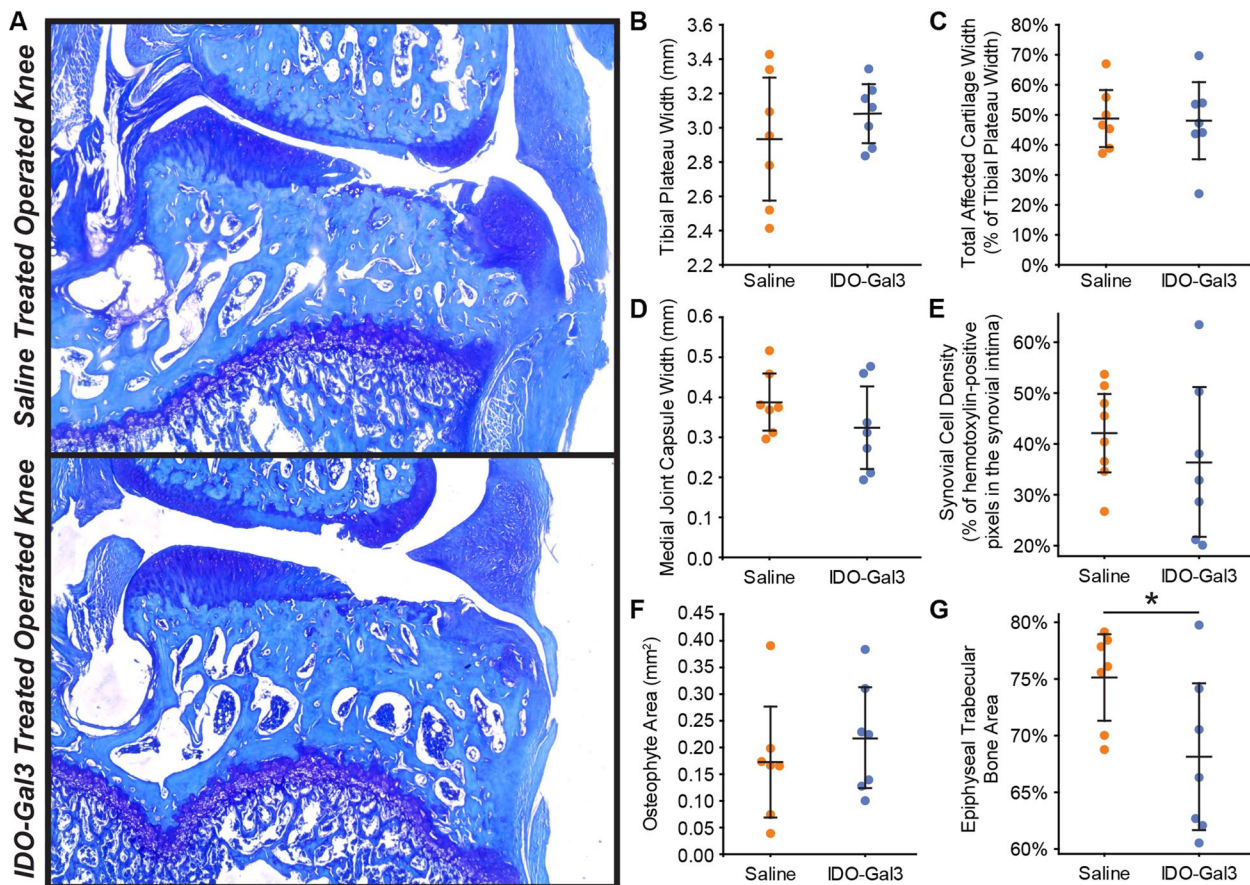 A
Saline Treated Operated Knee
IDO-Gal3 Treated Operated Knee
B
Tibial Plateau Width (mm)
3.6
3.4
3.2
3.0
2.8
2.6
2.4
2.2
Saline
IDO-Gal3
C
Total Affected Cartilage Width
(% of Tibial Plateau Width)
80%
70%
60%
50%
40%
30%
20%
10%
0%
Saline
IDO-Gal3
D
Medial Joint Capsule Width (mm)
0.6
0.5
0.4
0.3
0.2
0.1
0.0
Saline
IDO-Gal3
E
Synovial Cell Density
(% of hemotoxylin-positive
pixels in the synovial intima)
60%
50%
40%
30%
20%
Saline
IDO-Gal3
F
Osteophyte Area (mm²)
0.45
0.40
0.35
0.30
0.25
0.20
0.15
0.10
0.05
0.00
Saline
IDO-Gal3
G
Epiphyseal Trabecular
Bone Area
80%
75%
70%
65%
60%
*
Saline
IDO-Gal3